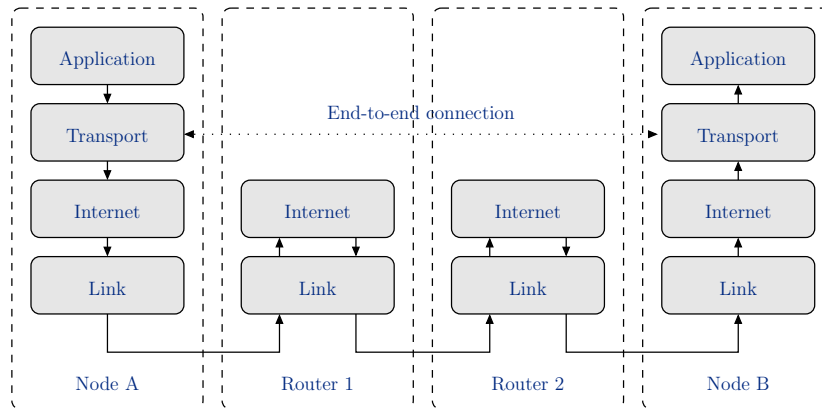 Application
Application
End-to-end connection
Transport
Transport
Internet
Internet
Internet
Internet
Link
Link
Link
Link
Node A
Router 1
Router 2
Node B